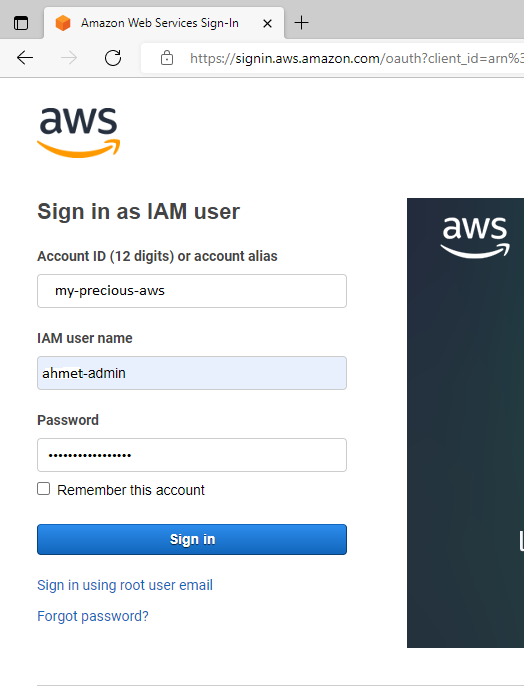 Amazon Web Services Sign-In
https://signin.aws.amazon.com/oauth?client_id=arn%3
aws
aws
Sign in as IAM user
Account ID (12 digits) or account alias
my-precious-aws
IAM user name
ahmet-admin
Password
•••••••••••••••••
Remember this account
Sign in
Sign in using root user email
Forgot password?